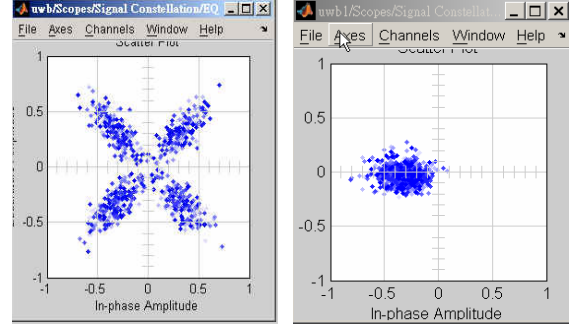 uwb/Scopes/Signal Constellation/EQ
File Axes Channels Window Help
Scatter Plot
1
0.5
0
-0.5
-1
-1 -0.5 0 0.5 1
In-phase Amplitude
uwb1/Scopes/Signal Constellat...
File Axes Channels Window Help
Scatter Plot
1
0.5
0
-0.5
-1
-1 -0.5 0 0.5 1
In-phase Amplitude